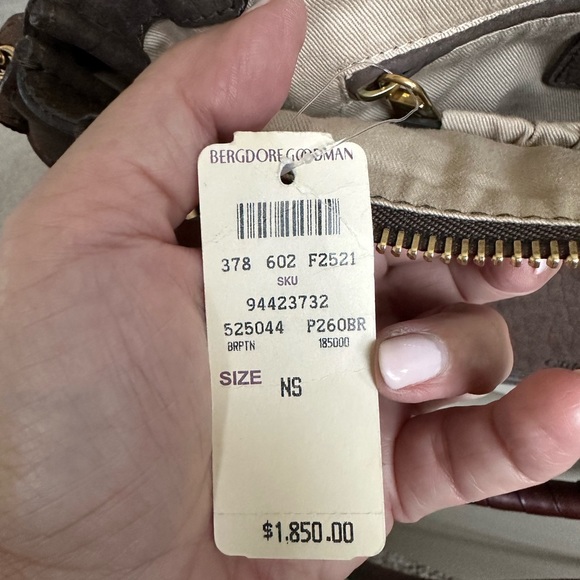 BERGDORF GOODMAN
378 602 F2521
SKU
94423732
525044 P260BR
BRPTN 185000
SIZE NS
$1,850.00